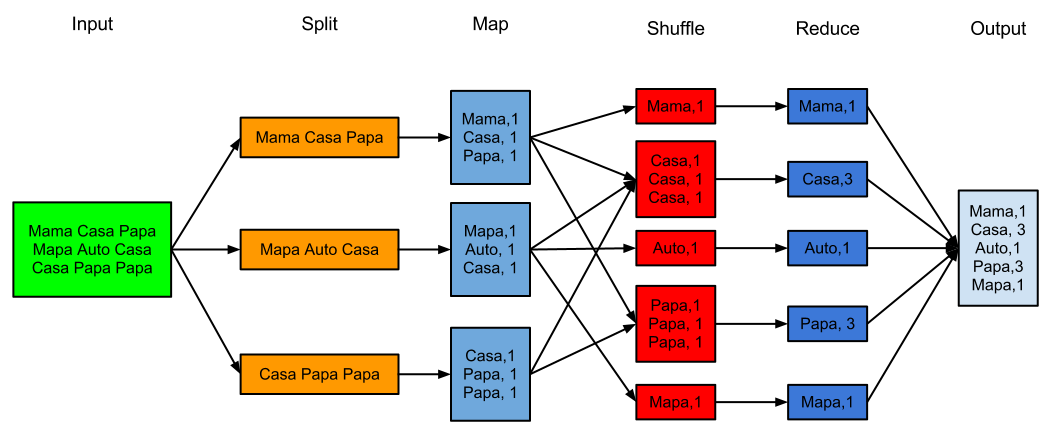 Input
Split
Map
Shuffle
Reduce
Output
Mama Casa Papa
Mapa Auto Casa
Casa Papa Papa
Mama Casa Papa
Mapa Auto Casa
Casa Papa Papa
Mama,1
Casa, 1
Papa, 1
Mapa,1
Auto, 1
Casa, 1
Casa,1
Papa, 1
Papa, 1
Mama,1
Casa,1
Casa, 1
Casa, 1
Auto,1
Papa,1
Papa, 1
Papa, 1
Mapa,1
Mama,1
Casa,3
Auto,1
Papa, 3
Mapa,1
Mama,1
Casa, 3
Auto,1
Papa,3
Mapa,1